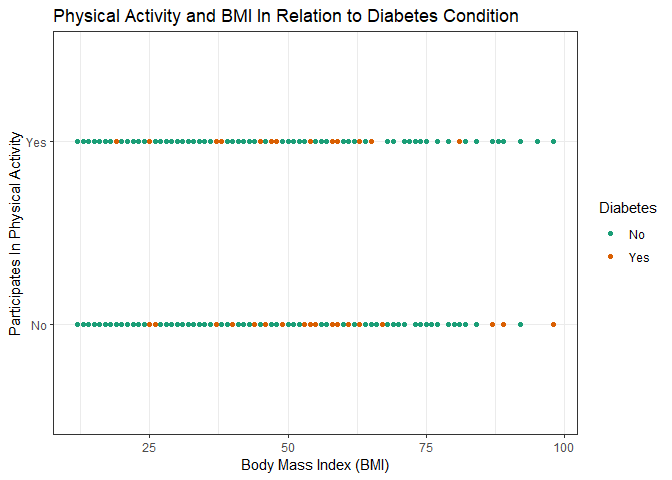 Physical Activity and BMI In Relation to Diabetes Condition
Participates In Physical Activity
Yes
No
25
50
75
100
Body Mass Index (BMI)
Diabetes
No
Yes